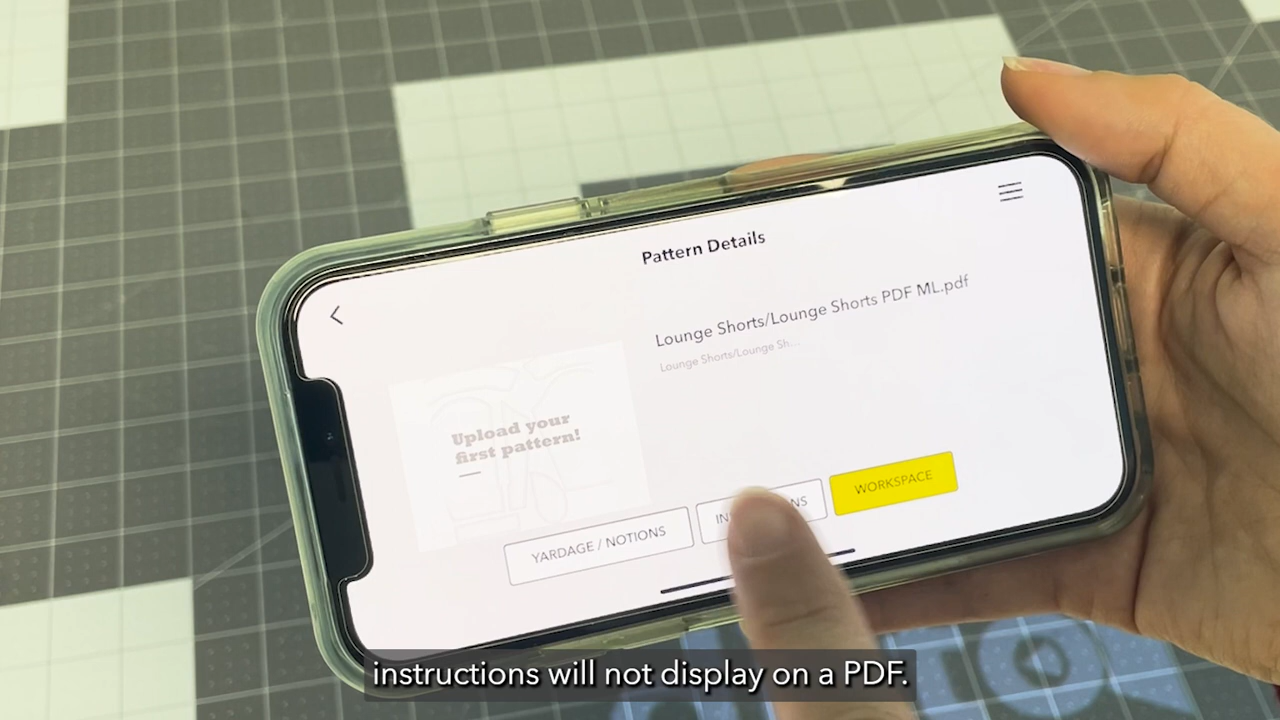 Pattern Details
Lounge Shorts/Lounge Shorts PDF ML.pdf
Lounge Shorts/Lounge Sh...
Upload your
first pattern!
YARDAGE / NOTIONS
WORKSPACE
instructions will not display on a PDF.